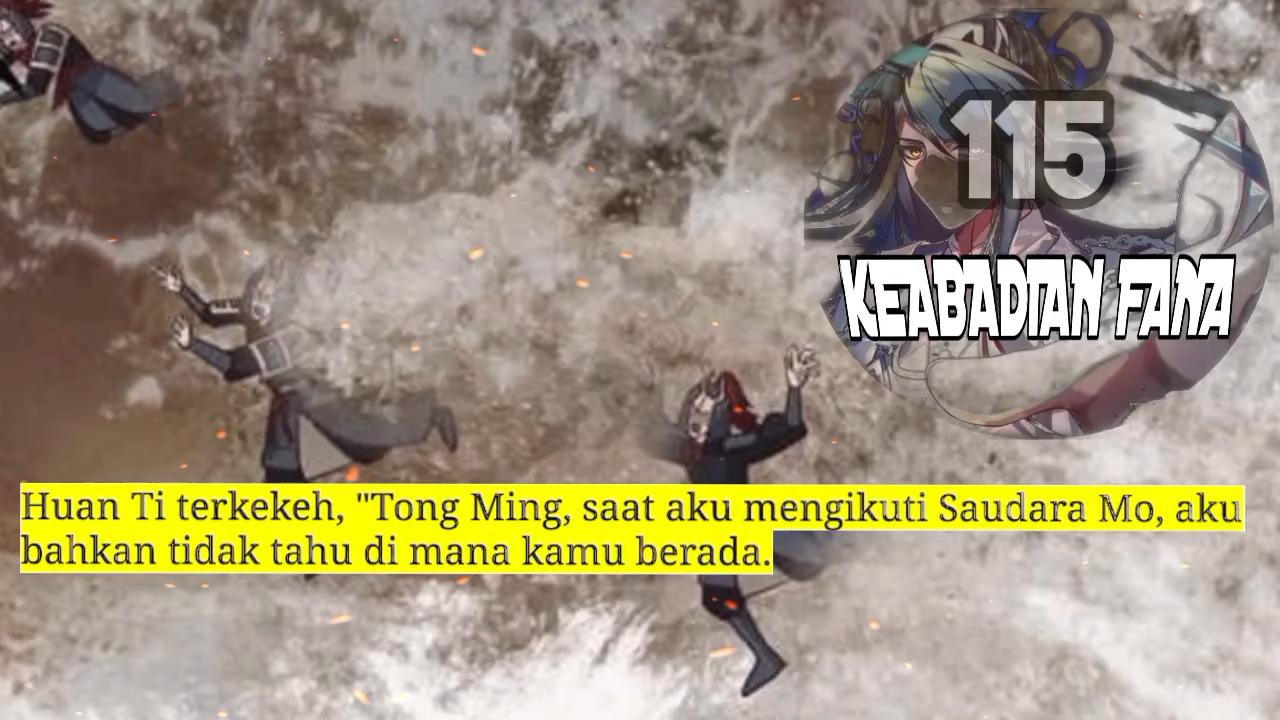 115
KEABADIAN FANA
Huan Ti terkekeh, "Tong Ming, saat aku mengikuti Saudara Mo, aku
bahkan tidak tahu di mana kamu berada.